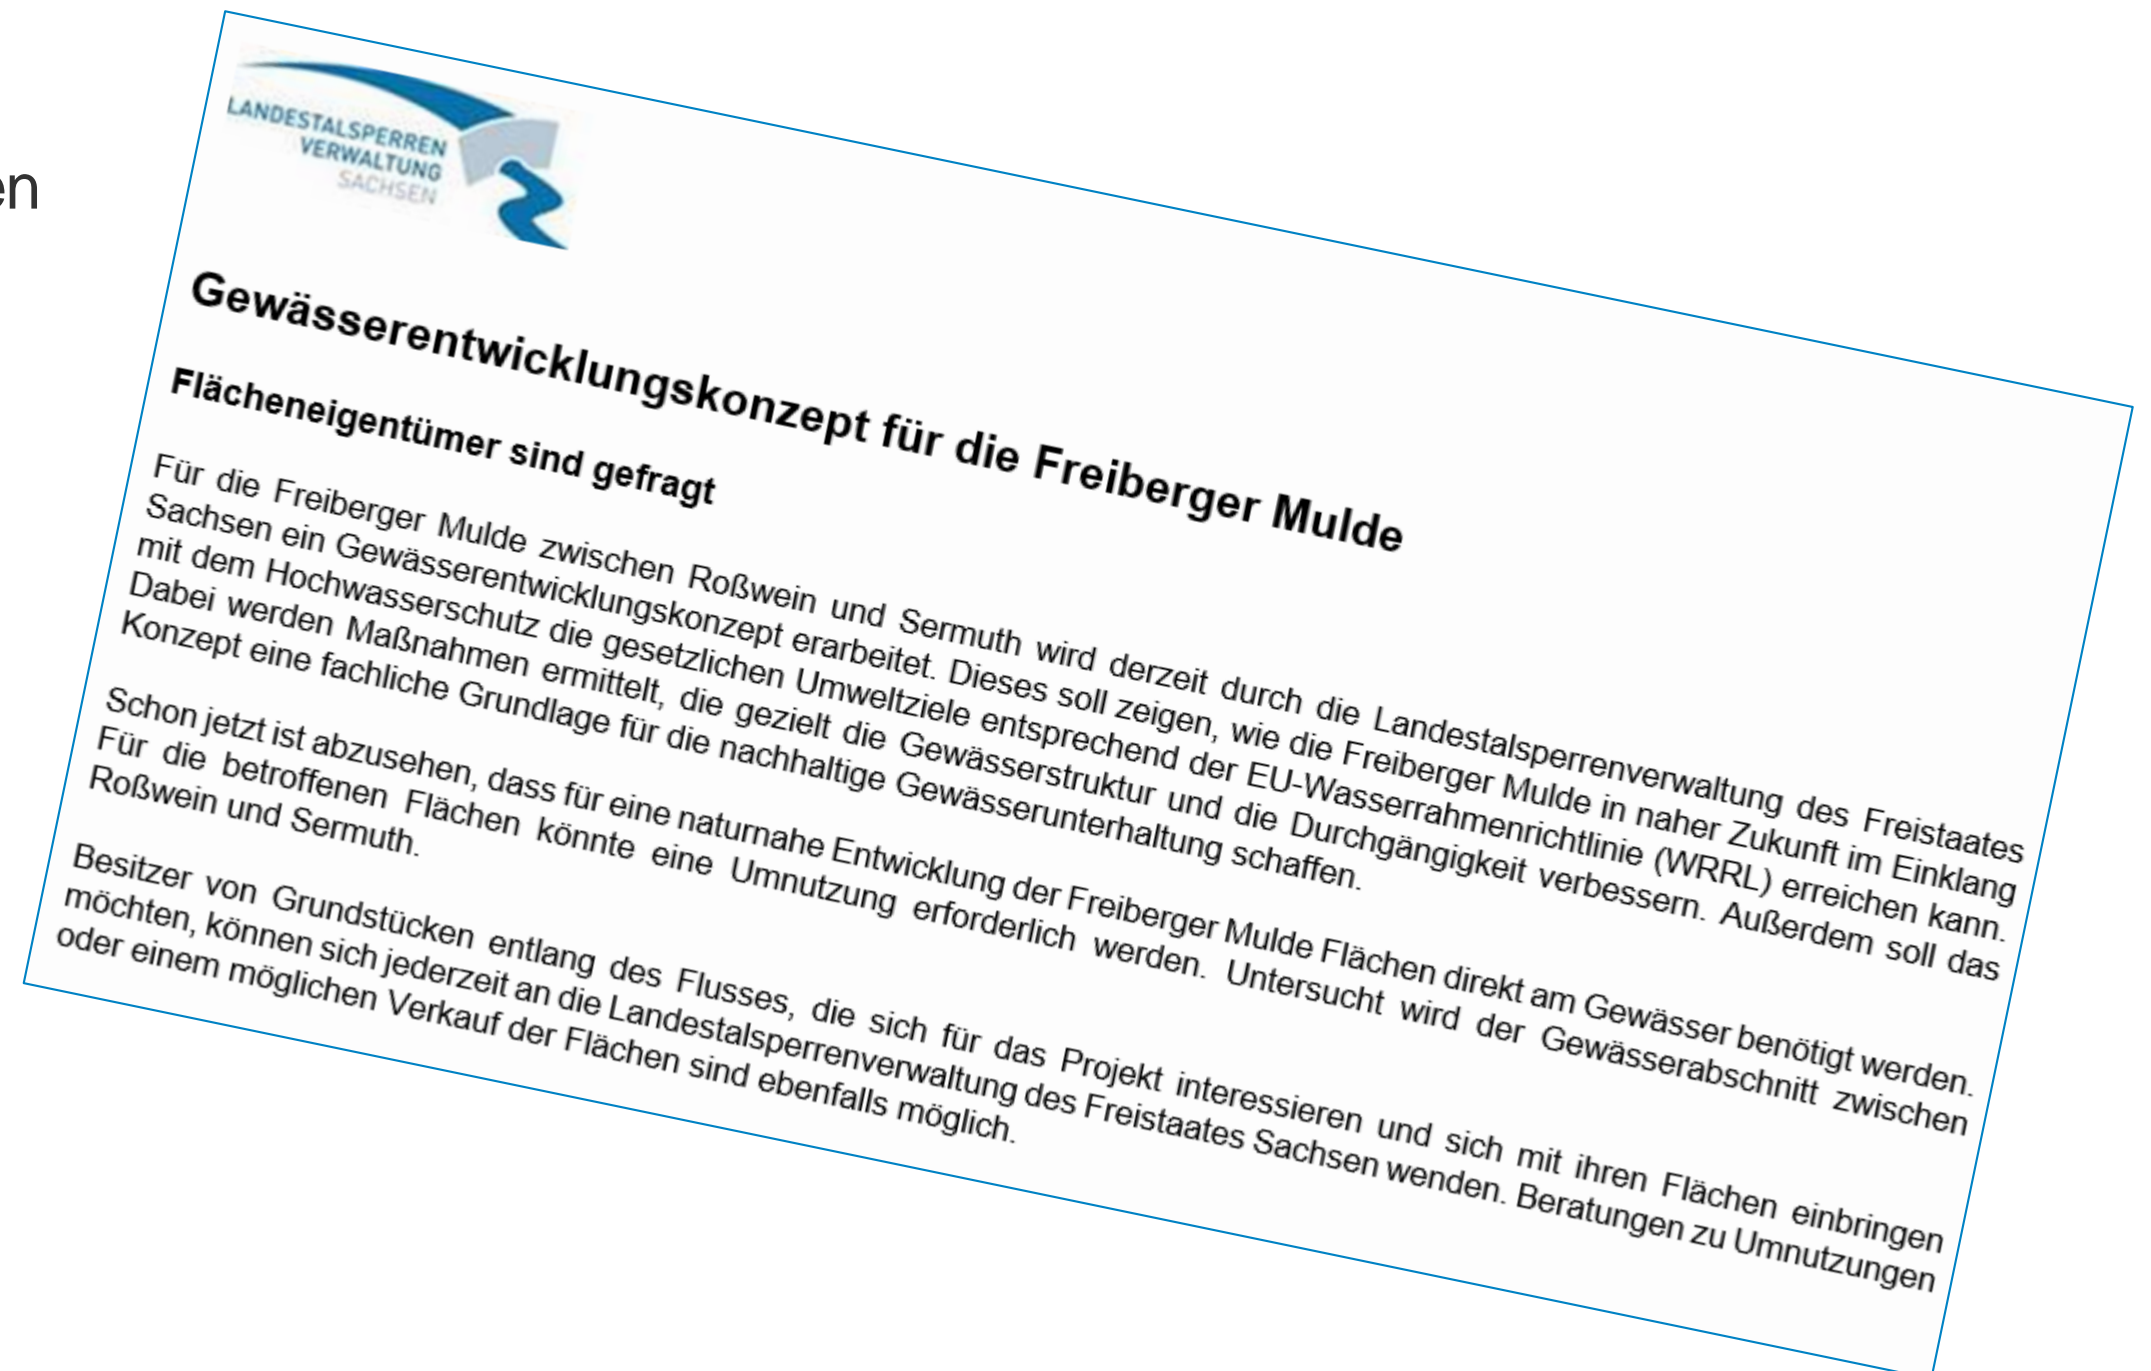 en
LANDESTALSPERREN
VERWALTUNG
SACHSEN
Gewässerentwicklungskonzept für die Freiberger Mulde
Flächeneigentümer sind gefragt
Für die Freiberger Mulde zwischen Roßwein und Sermuth wird derzeit durch die Landestalsperrenverwaltung des Freistaates
Sachsen ein Gewässerentwicklungskonzept erarbeitet. Dieses soll zeigen, wie die Freiberger Mulde in naher Zukunft im Einklang
mit dem Hochwasserschutz die gesetzlichen Umweltziele entsprechend der EU-Wasserrahmenrichtlinie (WRRL) erreichen kann.
Dabei werden Maßnahmen ermittelt, die gezielt die Gewässerstruktur und die Durchgängigkeit verbessern. Außerdem soll das
Konzept eine fachliche Grundlage für die nachhaltige Gewässerunterhaltung schaffen.
Schon jetzt ist abzusehen, dass für eine naturnahe Entwicklung der Freiberger Mulde Flächen direkt am Gewässer benötigt werden.
Für die betroffenen Flächen könnte eine Umnutzung erforderlich werden. Untersucht wird der Gewässerabschnitt zwischen
Roßwein und Sermuth.
Besitzer von Grundstücken entlang des Flusses, die sich für das Projekt interessieren und sich mit ihren Flächen einbringen
möchten, können sich jederzeit an die Landestalsperrenverwaltung des Freistaates Sachsen wenden. Beratungen zu Umnutzungen
oder einem möglichen Verkauf der Flächen sind ebenfalls möglich.